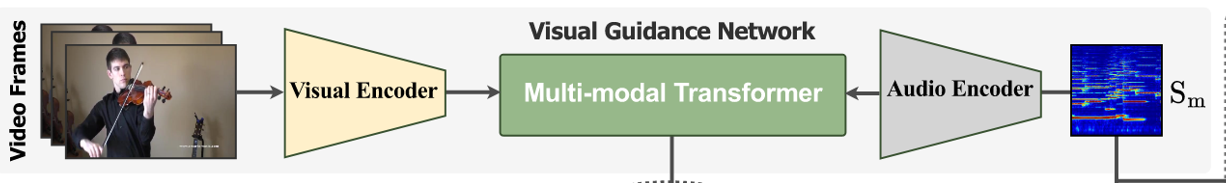 Visual Guidance Network
Video Frames
Visual Encoder
Multi-modal Transformer
Audio Encoder
Sm